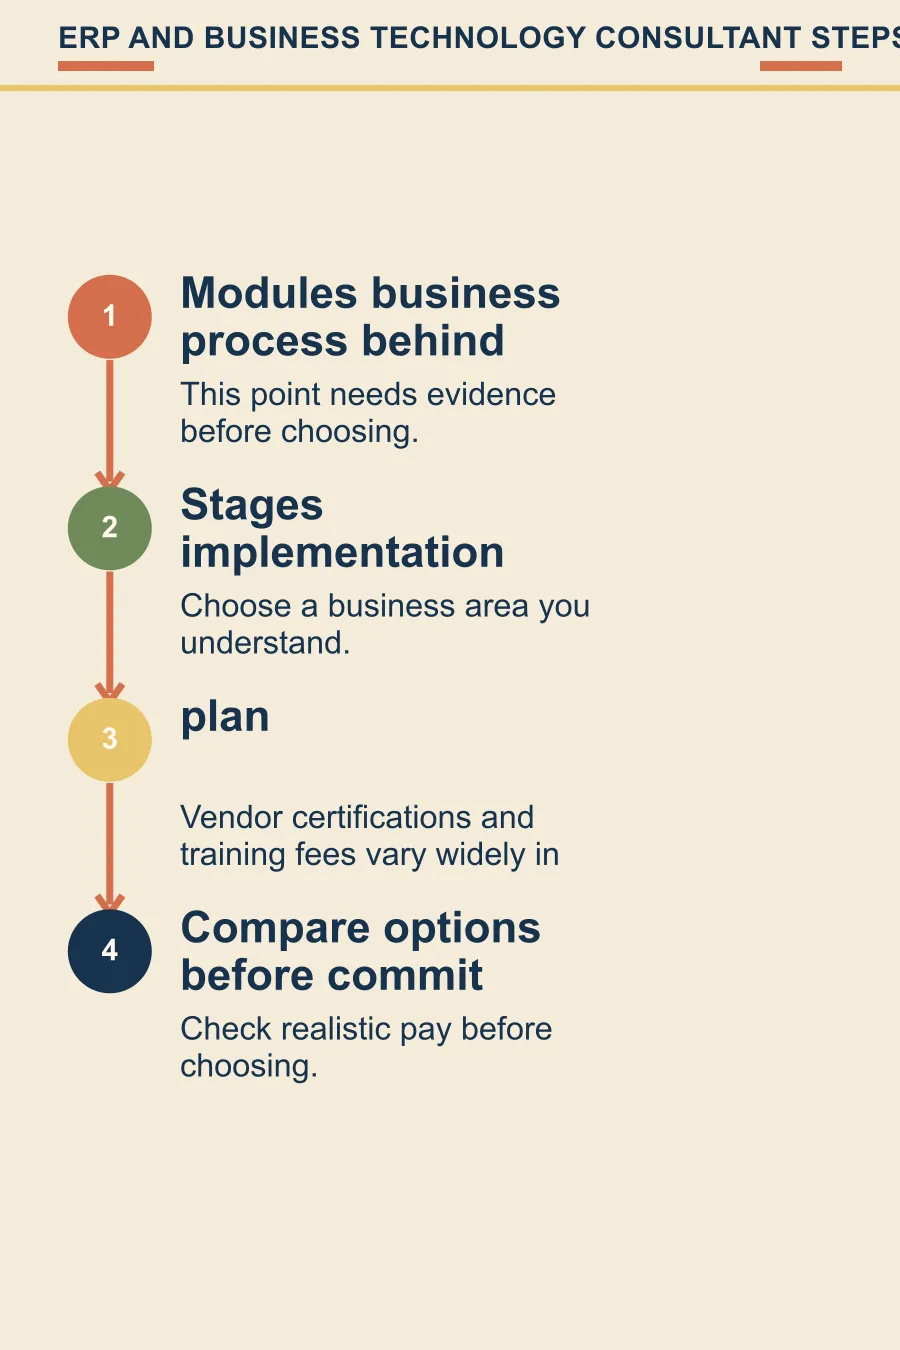 ERP AND BUSINESS TECHNOLOGY CONSULTANT STEPS
1
Modules business
process behind
This point needs evidence
before choosing.
2
Stages
implementation
Choose a business area you
understand.
3
plan
Vendor certifications and
training fees vary widely in
4
Compare options
before commit
Check realistic pay before
choosing.